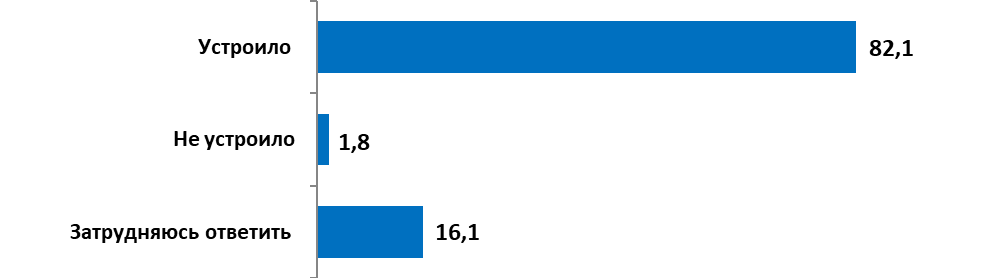 Устроило 82,1
Не устроило 1,8
Затрудняюсь ответить 16,1